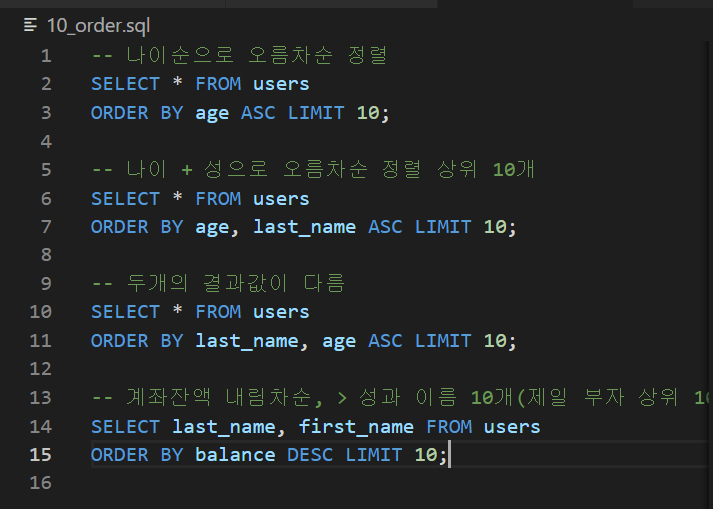 10_order.sql
1 -- 나이순으로 오름차순 정렬
2 SELECT * FROM users
3 ORDER BY age ASC LIMIT 10;
4
5 -- 나이 + 성으로 오름차순 정렬 상위 10개
6 SELECT * FROM users
7 ORDER BY age, last_name ASC LIMIT 10;
8
9 -- 두개의 결과값이 다름
10 SELECT * FROM users
11 ORDER BY last_name, age ASC LIMIT 10;
12
13 -- 계좌잔액 내림차순, > 성과 이름 10개(제일 부자 상위
14 SELECT last_name, first_name FROM users
15 ORDER BY balance DESC LIMIT 10;
16